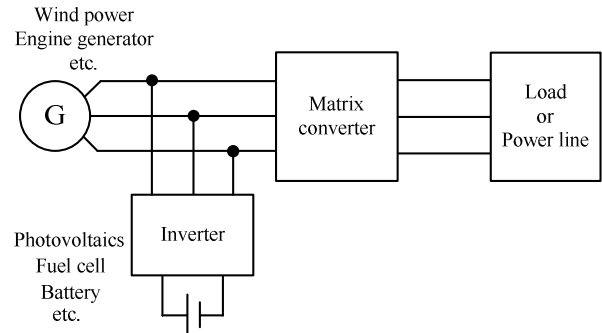 Wind power
Engine generator
etc.
G
Matrix
converter
Load
or
Power line
Inverter
Photovoltaics
Fuel cell
Battery
etc.